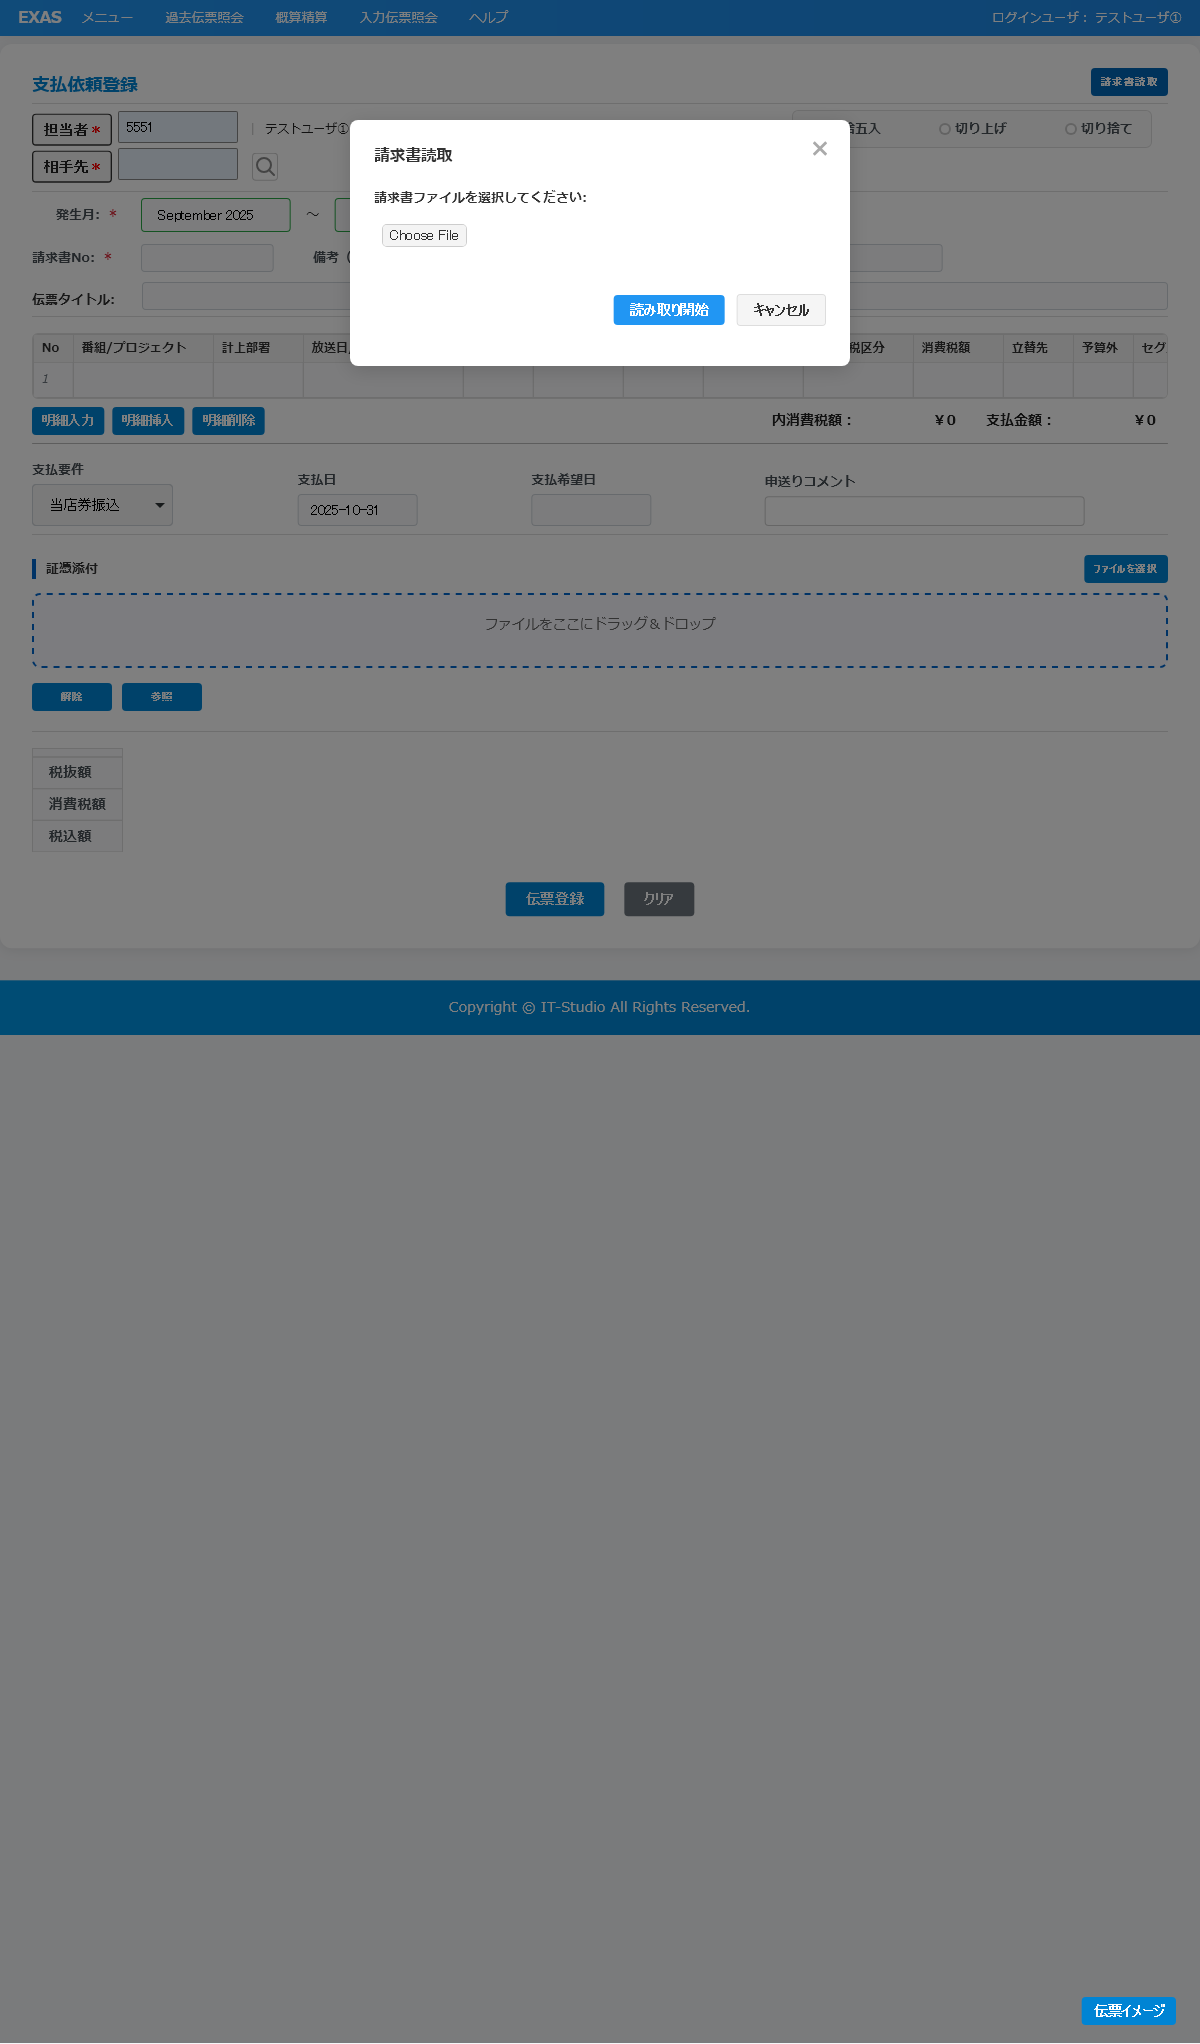 EXAS メニュー 過去伝票照会 概算精算 入力伝票照会 ヘルプ ログインユーザ： テストユーザ①
支払依頼登録 請求書読取
担当者* 5551 | テストユーザ① 五入 切り上げ 切り捨て
相手先*
請求書読取 ×
請求書ファイルを選択してください:
Choose File
読み取り開始 キャンセル
発生月: * September 2025 ～
請求書No: * 備考（
伝票タイトル:
No 番組/プロジェクト 計上部署 放送日 税区分 消費税額 立替先 予算外 セグ
1
明細入力 明細挿入 明細削除 内消費税額： ¥0 支払金額： ¥0
支払要件 支払日 支払希望日 申送りコメント
当店券振込 2025-10-31
証憑添付 ファイルを選択
ファイルをここにドラッグ＆ドロップ
解除 参照
税抜額
消費税額
税込額
伝票登録 クリア
Copyright © IT-Studio All Rights Reserved.
伝票イメージ